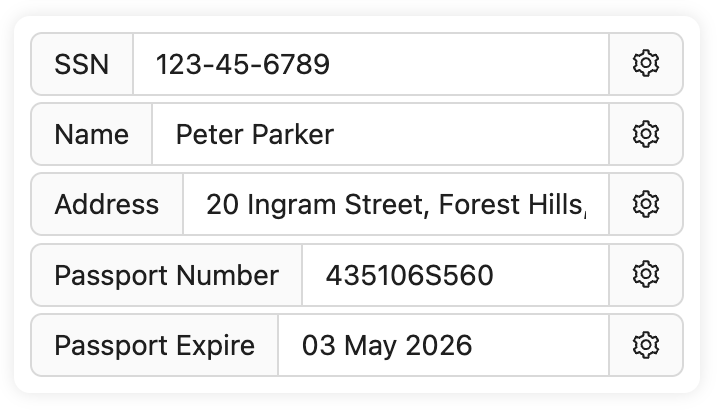 SSN 123-45-6789
Name Peter Parker
Address 20 Ingram Street, Forest Hills,
Passport Number 435106S560
Passport Expire 03 May 2026